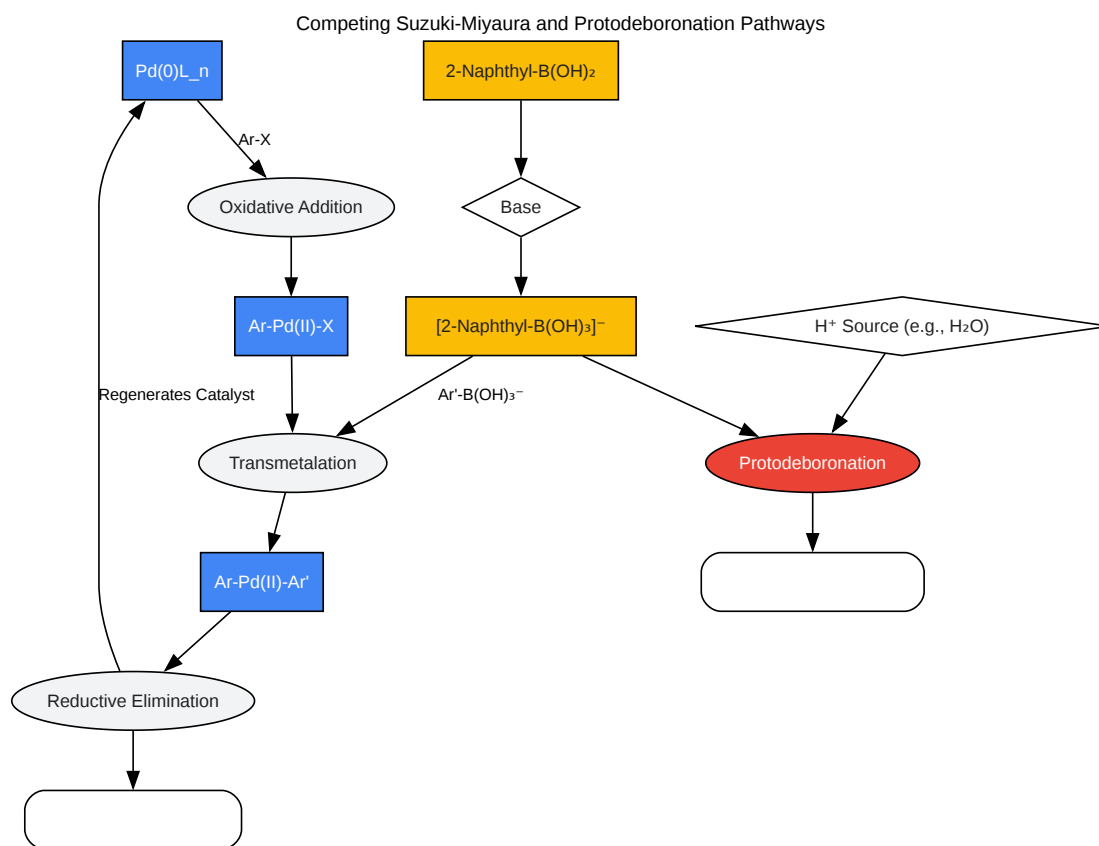 Competing Suzuki-Miyaura and Protodeboronation Pathways
Pd(0)L_n
2-Naphthyl-B(OH)₂
Ar-X
Oxidative Addition
Base
Ar-Pd(II)-X
[2-Naphthyl-B(OH)₃]⁻
H⁺ Source (e.g., H₂O)
Regenerates Catalyst
Ar'-B(OH)₃⁻
Transmetalation
Protodeboronation
Ar-Pd(II)-Ar'
Reductive Elimination